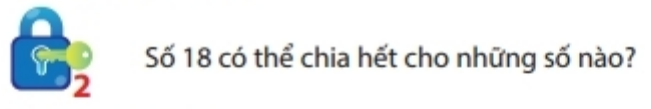 2
Số 18 có thể chia hết cho những số nào?